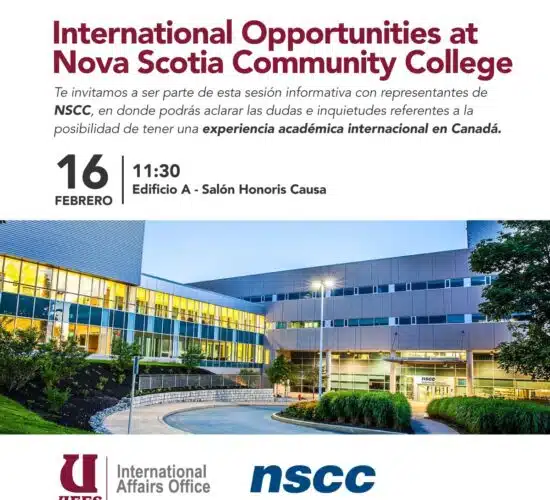 International Opportunities at
Nova Scotia Community College
Te invitamos a ser parte de esta sesión informativa con representantes de
NSCC, en donde podrás aclarar las dudas e inquietudes referentes a la
posibilidad de tener una experiencia académica internacional en Canadá.
16
FEBRERO
11:30
Edificio A - Salón Honoris Causa
nscc
U
International
Affairs Office
nscc